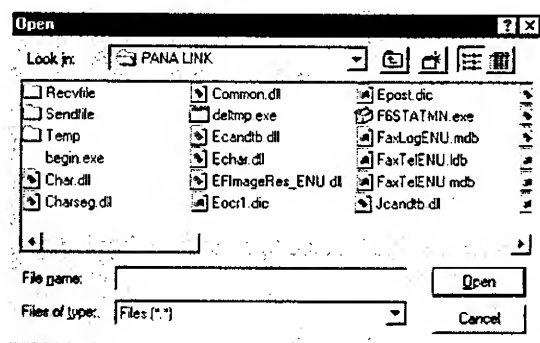 Open
Look in: PANA LINK
Recvfile Common.dll Epost.dic
Sendfile deltmp.exe F6STATMN.exe
Temp Ecandtb.dll FaxLogENU.mdb
begin.exe Echar.dll FaxTelENU.ldb
Char.dll EFImageRes_ENU.dll FaxTelENU.mdb
Charseg.dll Eocr1.dic Jcandtb.dll
File name: Open
Files of type: Files (*.*) Cancel